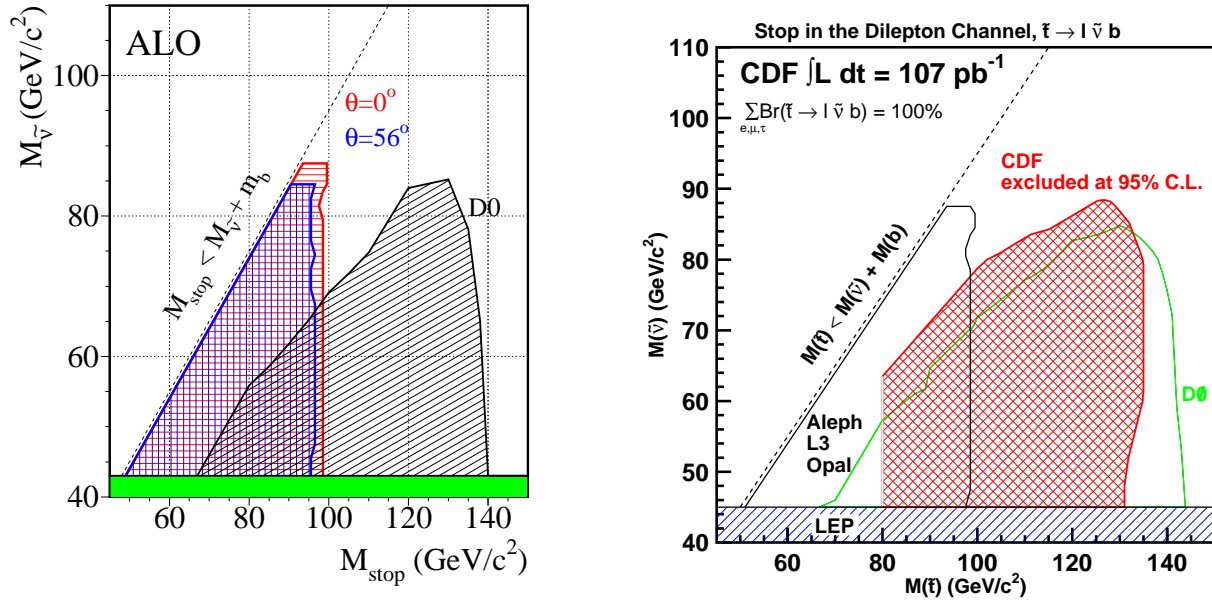 ALO
θ=0°
θ=56°
M_stop < M_ν̃ + m_b
D0
M_ν̃ (GeV/c²)
100
80
60
40
60 80 100 120 140
M_stop (GeV/c²)
Stop in the Dilepton Channel, t̃ → l ν̃ b
CDF ∫L dt = 107 pb⁻¹
∑ Br(t̃ → l ν̃ b) = 100%
e,μ,τ
CDF
excluded at 95% C.L.
M(t̃) < M(ν̃) + M(b)
Aleph
L3
Opal
DØ
LEP
M(ν̃) (GeV/c²)
110
100
90
80
70
60
50
40
60 80 100 120 140
M(t̃) (GeV/c²)